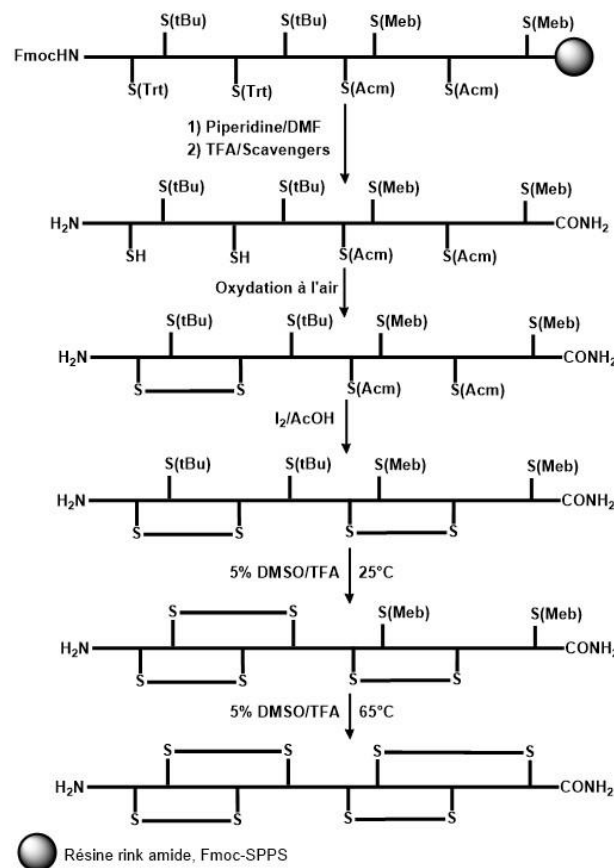 S(tBu) S(tBu) S(Meb) S(Meb)
FmocHN
S(Trt) S(Trt) S(Acm) S(Acm)
1) Piperidine/DMF
2) TFA/Scavengers
S(tBu) S(tBu) S(Meb) S(Meb)
H₂N CONH₂
SH SH S(Acm) S(Acm)
Oxydation à l'air
S(tBu) S(tBu) S(Meb) S(Meb)
H₂N CONH₂
S S S(Acm) S(Acm)
I₂/AcOH
S(tBu) S(tBu) S(Meb) S(Meb)
H₂N CONH₂
S S S S
5% DMSO/TFA 25°C
S S S(Meb) S(Meb)
H₂N CONH₂
S S S S
5% DMSO/TFA 65°C
S S S S
H₂N CONH₂
S S S S
Résine rink amide, Fmoc-SPPS